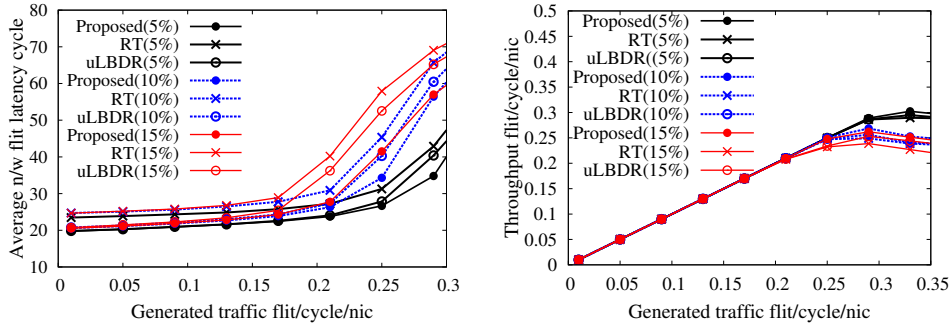 Average n/w flit latency cycle
80
70
60
50
40
30
20
10
Proposed(5%)
RT(5%)
uLBDR(5%)
Proposed(10%)
RT(10%)
uLBDR(10%)
Proposed(15%)
RT(15%)
uLBDR(15%)
0 0.05 0.1 0.15 0.2 0.25 0.3
Generated traffic flit/cycle/nic
Throughput flit/cycle/nic
0.5
0.45
0.4
0.35
0.3
0.25
0.2
0.15
0.1
0.05
0
Proposed(5%)
RT(5%)
uLBDR((5%)
Proposed(10%)
RT(10%)
uLBDR(10%)
Proposed(15%)
RT(15%)
uLBDR(15%)
0 0.05 0.1 0.15 0.2 0.25 0.3 0.35
Generated traffic flit/cycle/nic